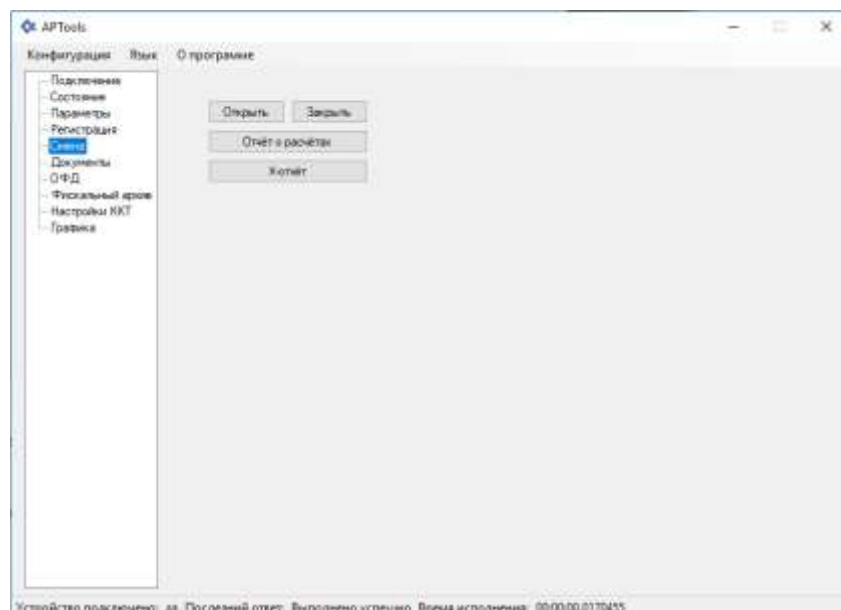 APTools
Конфигурация Язык О программе
Подключение
Состояние
Параметры
Регистрация
Смена
Документы
ОФД
Фискальный архив
Настройки ККТ
Графика
Открыть Закрыть
Отчёт о расчётах
X-отчёт
Устройство подключено: да Последний ответ: Выполнено успешно Время исполнения: 00:00:00.0170455